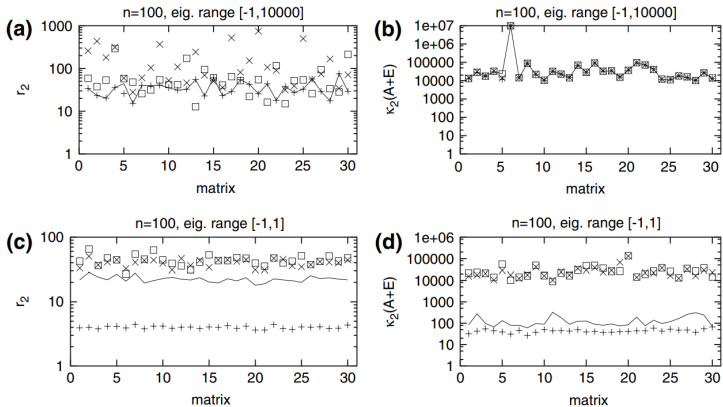 (a)
n=100, eig. range [-1,10000]
1000
100
10
1
r2
0 5 10 15 20 25 30
matrix
(b)
n=100, eig. range [-1,10000]
1e+07
1e+06
100000
10000
1000
100
10
1
κ2(A+E)
0 5 10 15 20 25 30
matrix
(c)
n=100, eig. range [-1,1]
100
10
1
r2
0 5 10 15 20 25 30
matrix
(d)
n=100, eig. range [-1,1]
1e+06
100000
10000
1000
100
10
1
κ2(A+E)
0 5 10 15 20 25 30
matrix